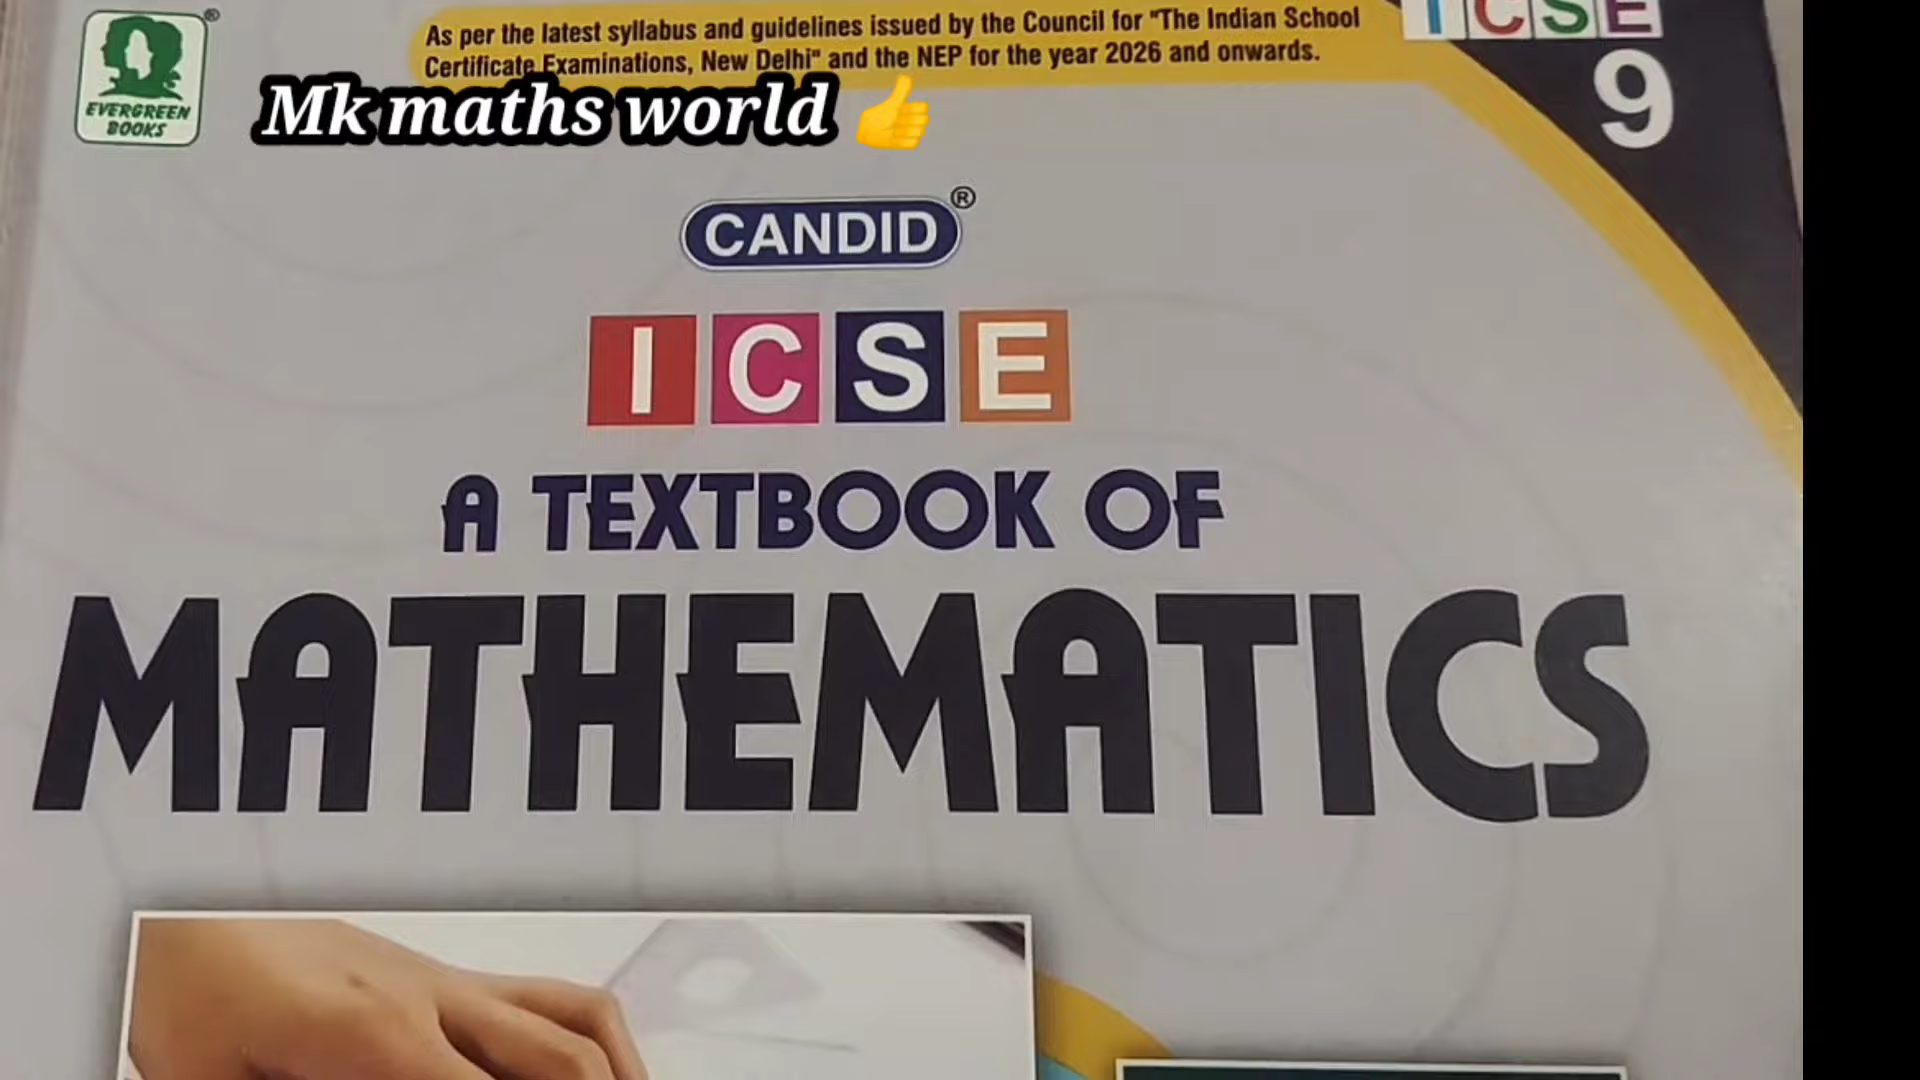 As per the latest syllabus and guidelines issued by the Council for "The Indian School
Certificate Examinations, New Delhi" and the NEP for the year 2026 and onwards.
ICSE
9
EVERGREEN
BOOKS
®
Mk maths world 👍
CANDID®
ICSE
A TEXTBOOK OF
MATHEMATICS